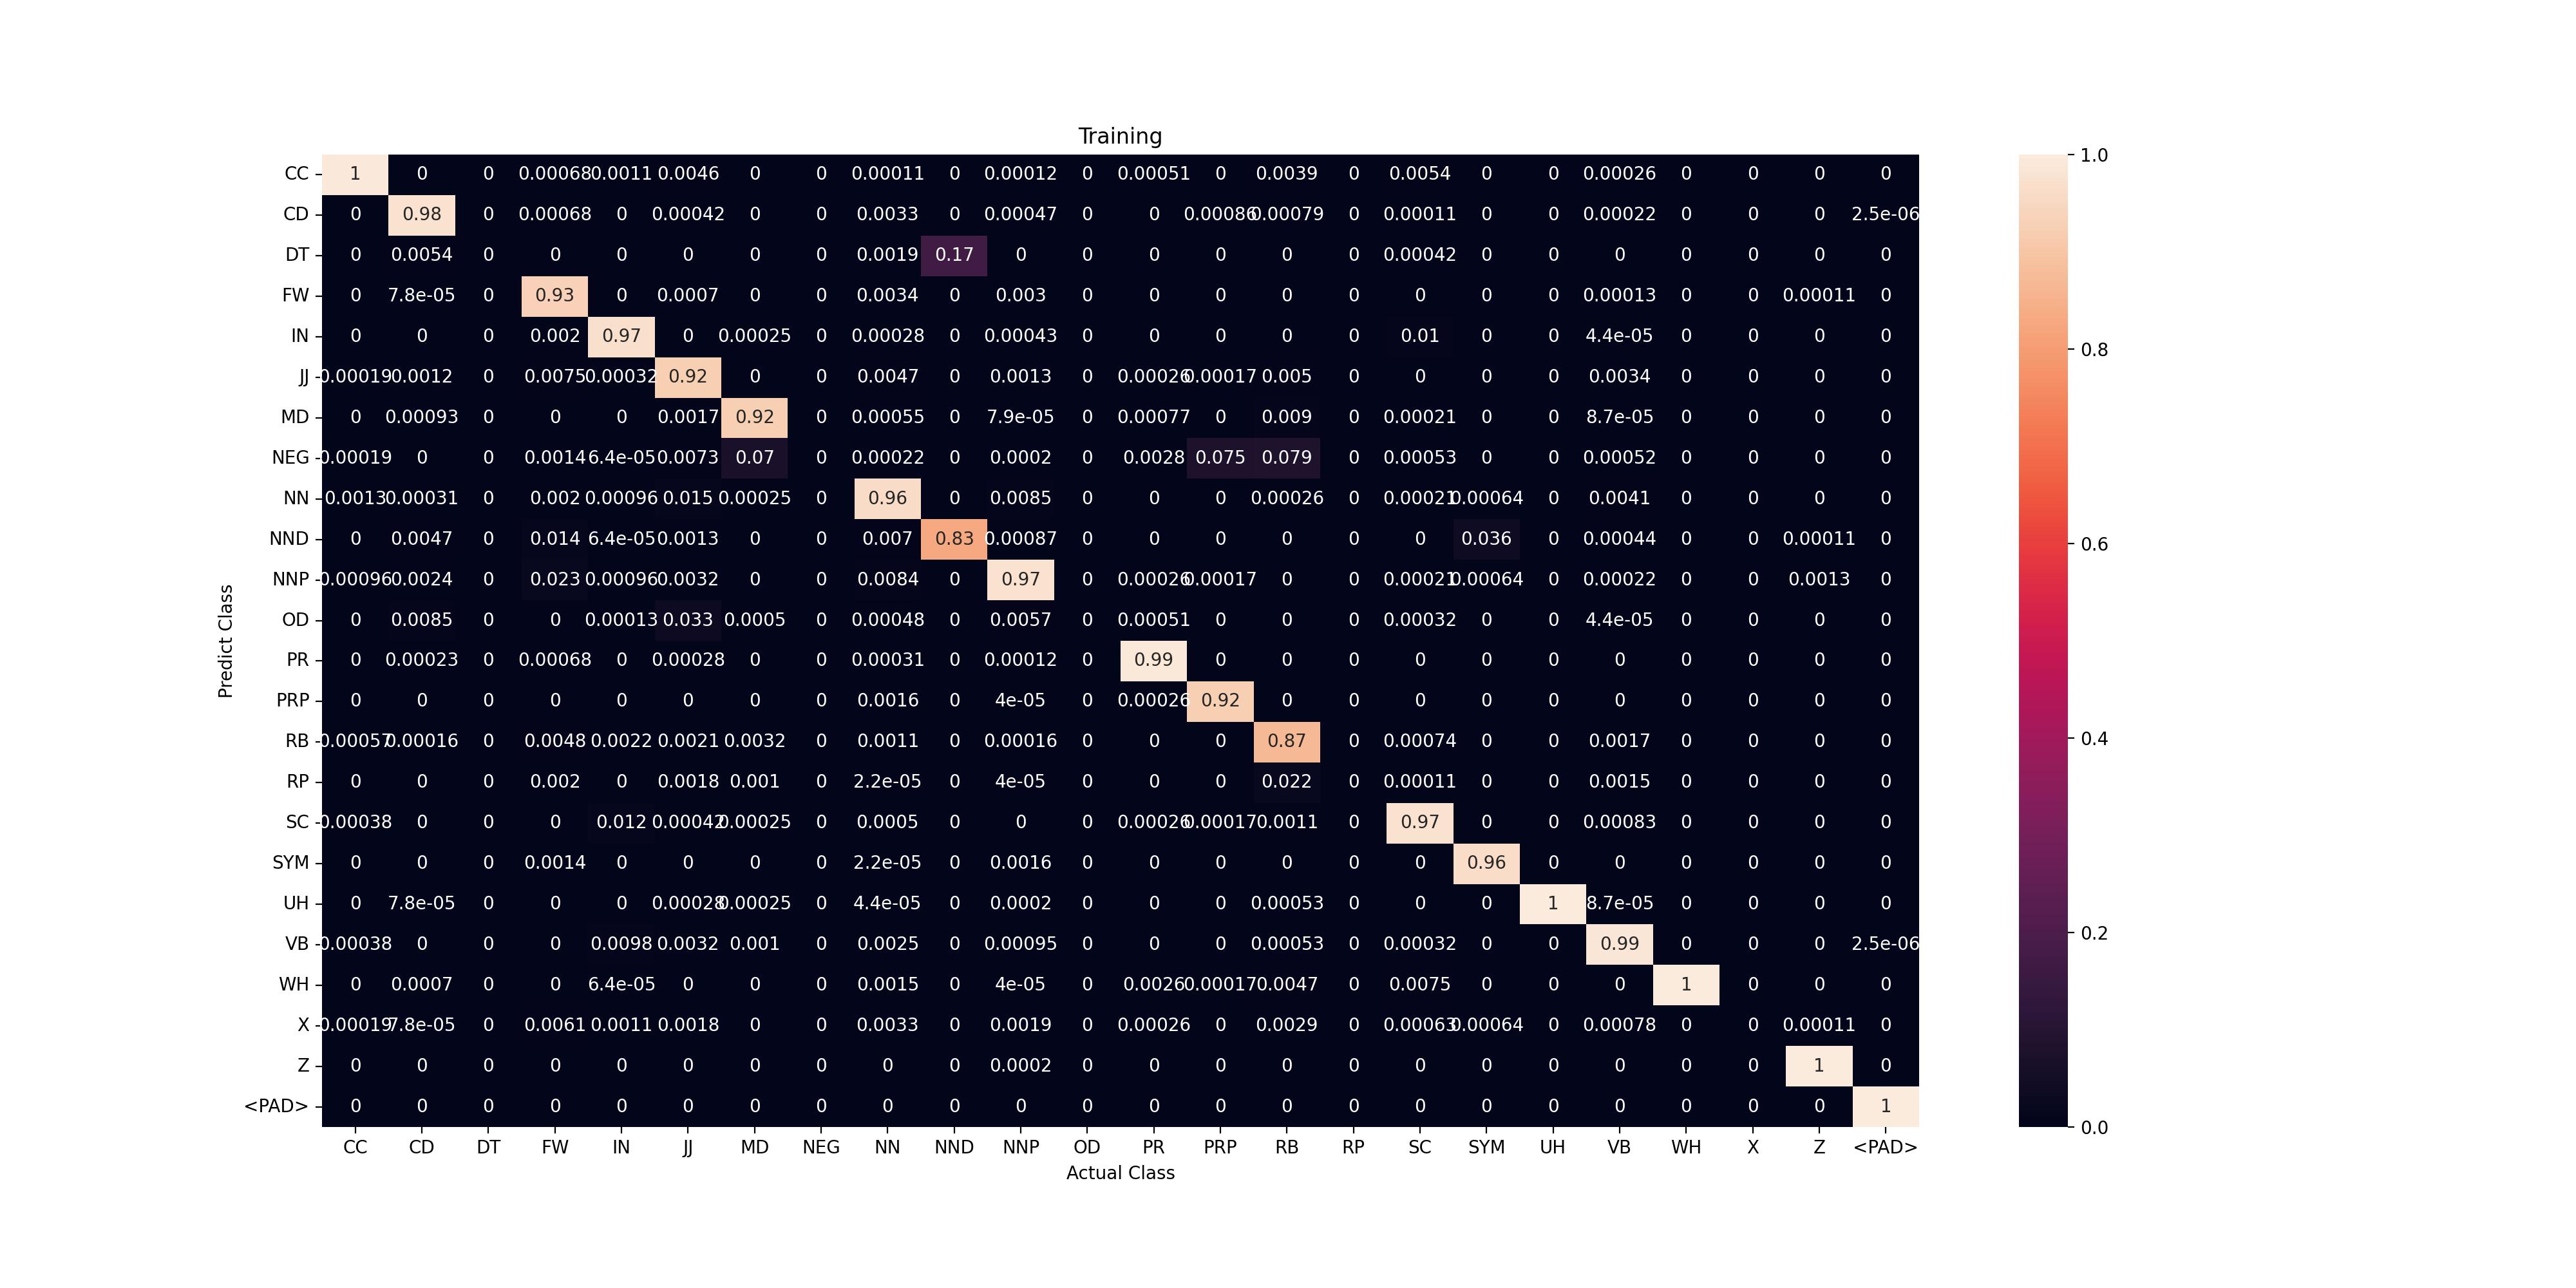 Training
CC 1 0 0 0.00068 0.0011 0.0046 0 0 0.00011 0 0.00012 0 0.00051 0 0.0039 0 0.0054 0 0 0.00026 0 0 0 0 1.0
CD 0 0.98 0 0.00068 0 0.00042 0 0 0.0033 0 0.00047 0 0 0.00086 0.00079 0 0.00011 0 0 0.00022 0 0 0 2.5e-06
DT 0 0.0054 0 0 0 0 0 0 0.0019 0.17 0 0 0 0 0 0 0.00042 0 0 0 0 0 0 0
FW 0 7.8e-05 0 0.93 0 0.0007 0 0 0.0034 0 0.003 0 0 0 0 0 0 0 0 0.00013 0 0 0.00011 0
IN 0 0 0 0.002 0.97 0 0.00025 0 0.00028 0 0.00043 0 0 0 0 0 0.01 0 0 4.4e-05 0 0 0 0 0.8
JJ 0.00019 0.0012 0 0.0075 0.00032 0.92 0 0 0.0047 0 0.0013 0 0.00026 0.00017 0.005 0 0 0 0 0.0034 0 0 0 0
MD 0 0.00093 0 0 0 0.0017 0.92 0 0.00055 0 7.9e-05 0 0.00077 0 0.009 0 0.00021 0 0 8.7e-05 0 0 0 0
NEG 0.00019 0 0 0.0014 6.4e-05 0.0073 0.07 0 0.00022 0 0.0002 0 0.0028 0.075 0.079 0 0.00053 0 0 0.00052 0 0 0 0
NN 0.0013 0.00031 0 0.002 0.00096 0.015 0.00025 0 0.96 0 0.0085 0 0 0 0.00026 0 0.00021 0.00064 0 0.0041 0 0 0 0
NND 0 0.0047 0 0.014 6.4e-05 0.0013 0 0 0.007 0.83 0.00087 0 0 0 0 0 0 0.036 0 0.00044 0 0 0.00011 0 0.6
NNP 0.00096 0.0024 0 0.023 0.00096 0.0032 0 0 0.0084 0 0.97 0 0.00026 0.00017 0 0 0.00021 0.00064 0 0.00022 0 0 0.0013 0
OD 0 0.0085 0 0 0.00013 0.033 0.0005 0 0.00048 0 0.0057 0 0.00051 0 0 0 0.00032 0 0 4.4e-05 0 0 0 0
Predict Class
PR 0 0.00023 0 0.00068 0 0.00028 0 0 0.00031 0 0.00012 0 0.99 0 0 0 0 0 0 0 0 0 0 0
PRP 0 0 0 0 0 0 0 0 0.0016 0 4e-05 0 0.00026 0.92 0 0 0 0 0 0 0 0 0 0
RB 0.00057 0.00016 0 0.0048 0.0022 0.0021 0.0032 0 0.0011 0 0.00016 0 0 0 0.87 0 0.00074 0 0 0.0017 0 0 0 0 0.4
RP 0 0 0 0.002 0 0.0018 0.001 0 2.2e-05 0 4e-05 0 0 0 0.022 0 0.00011 0 0 0.0015 0 0 0 0
SC 0.00038 0 0 0 0.012 0.00042 0.00025 0 0.0005 0 0 0 0.00026 0.00017 0.0011 0 0.97 0 0 0.00083 0 0 0 0
SYM 0 0 0 0.0014 0 0 0 0 2.2e-05 0 0.0016 0 0 0 0 0 0 0.96 0 0 0 0 0 0
UH 0 7.8e-05 0 0 0 0.00028 0.00025 0 4.4e-05 0 0.0002 0 0 0 0.00053 0 0 0 1 8.7e-05 0 0 0 0
VB 0.00038 0 0 0 0.0098 0.0032 0.001 0 0.0025 0 0.00095 0 0 0 0.00053 0 0.00032 0 0 0.99 0 0 0 2.5e-06 0.2
WH 0 0.0007 0 0 6.4e-05 0 0 0 0.0015 0 4e-05 0 0.0026 0.00017 0.0047 0 0.0075 0 0 0 1 0 0 0
X 0.00019 7.8e-05 0 0.0061 0.0011 0.0018 0 0 0.0033 0 0.0019 0 0.00026 0 0.0029 0 0.00063 0.00064 0 0.00078 0 0 0.00011 0
Z 0 0 0 0 0 0 0 0 0 0 0.0002 0 0 0 0 0 0 0 0 0 0 0 1 0
<PAD> 0 0 0 0 0 0 0 0 0 0 0 0 0 0 0 0 0 0 0 0 0 0 0 1 0.0
CC CD DT FW IN JJ MD NEG NN NND NNP OD PR PRP RB RP SC SYM UH VB WH X Z <PAD>
Actual Class